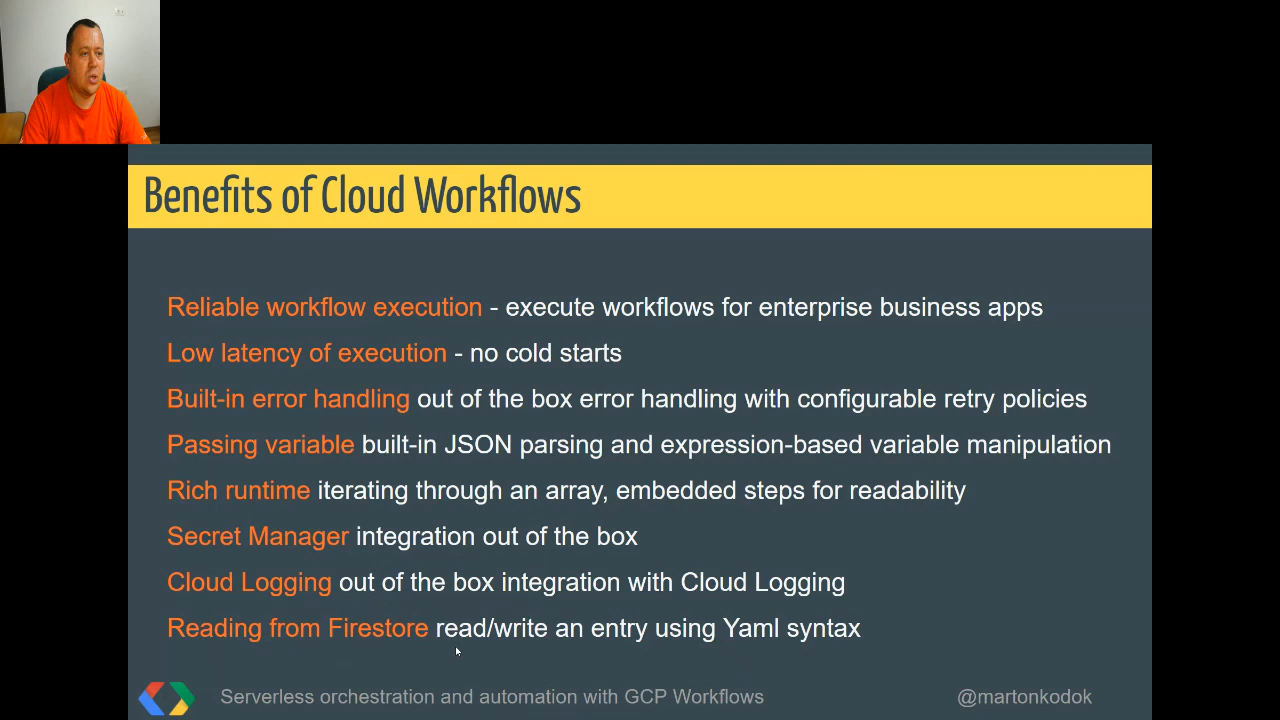 Benefits of Cloud Workflows
Reliable workflow execution - execute workflows for enterprise business apps
Low latency of execution - no cold starts
Built-in error handling out of the box error handling with configurable retry policies
Passing variable built-in JSON parsing and expression-based variable manipulation
Rich runtime iterating through an array, embedded steps for readability
Secret Manager integration out of the box
Cloud Logging out of the box integration with Cloud Logging
Reading from Firestore read/write an entry using Yaml syntax
Serverless orchestration and automation with GCP Workflows
@martonkodok